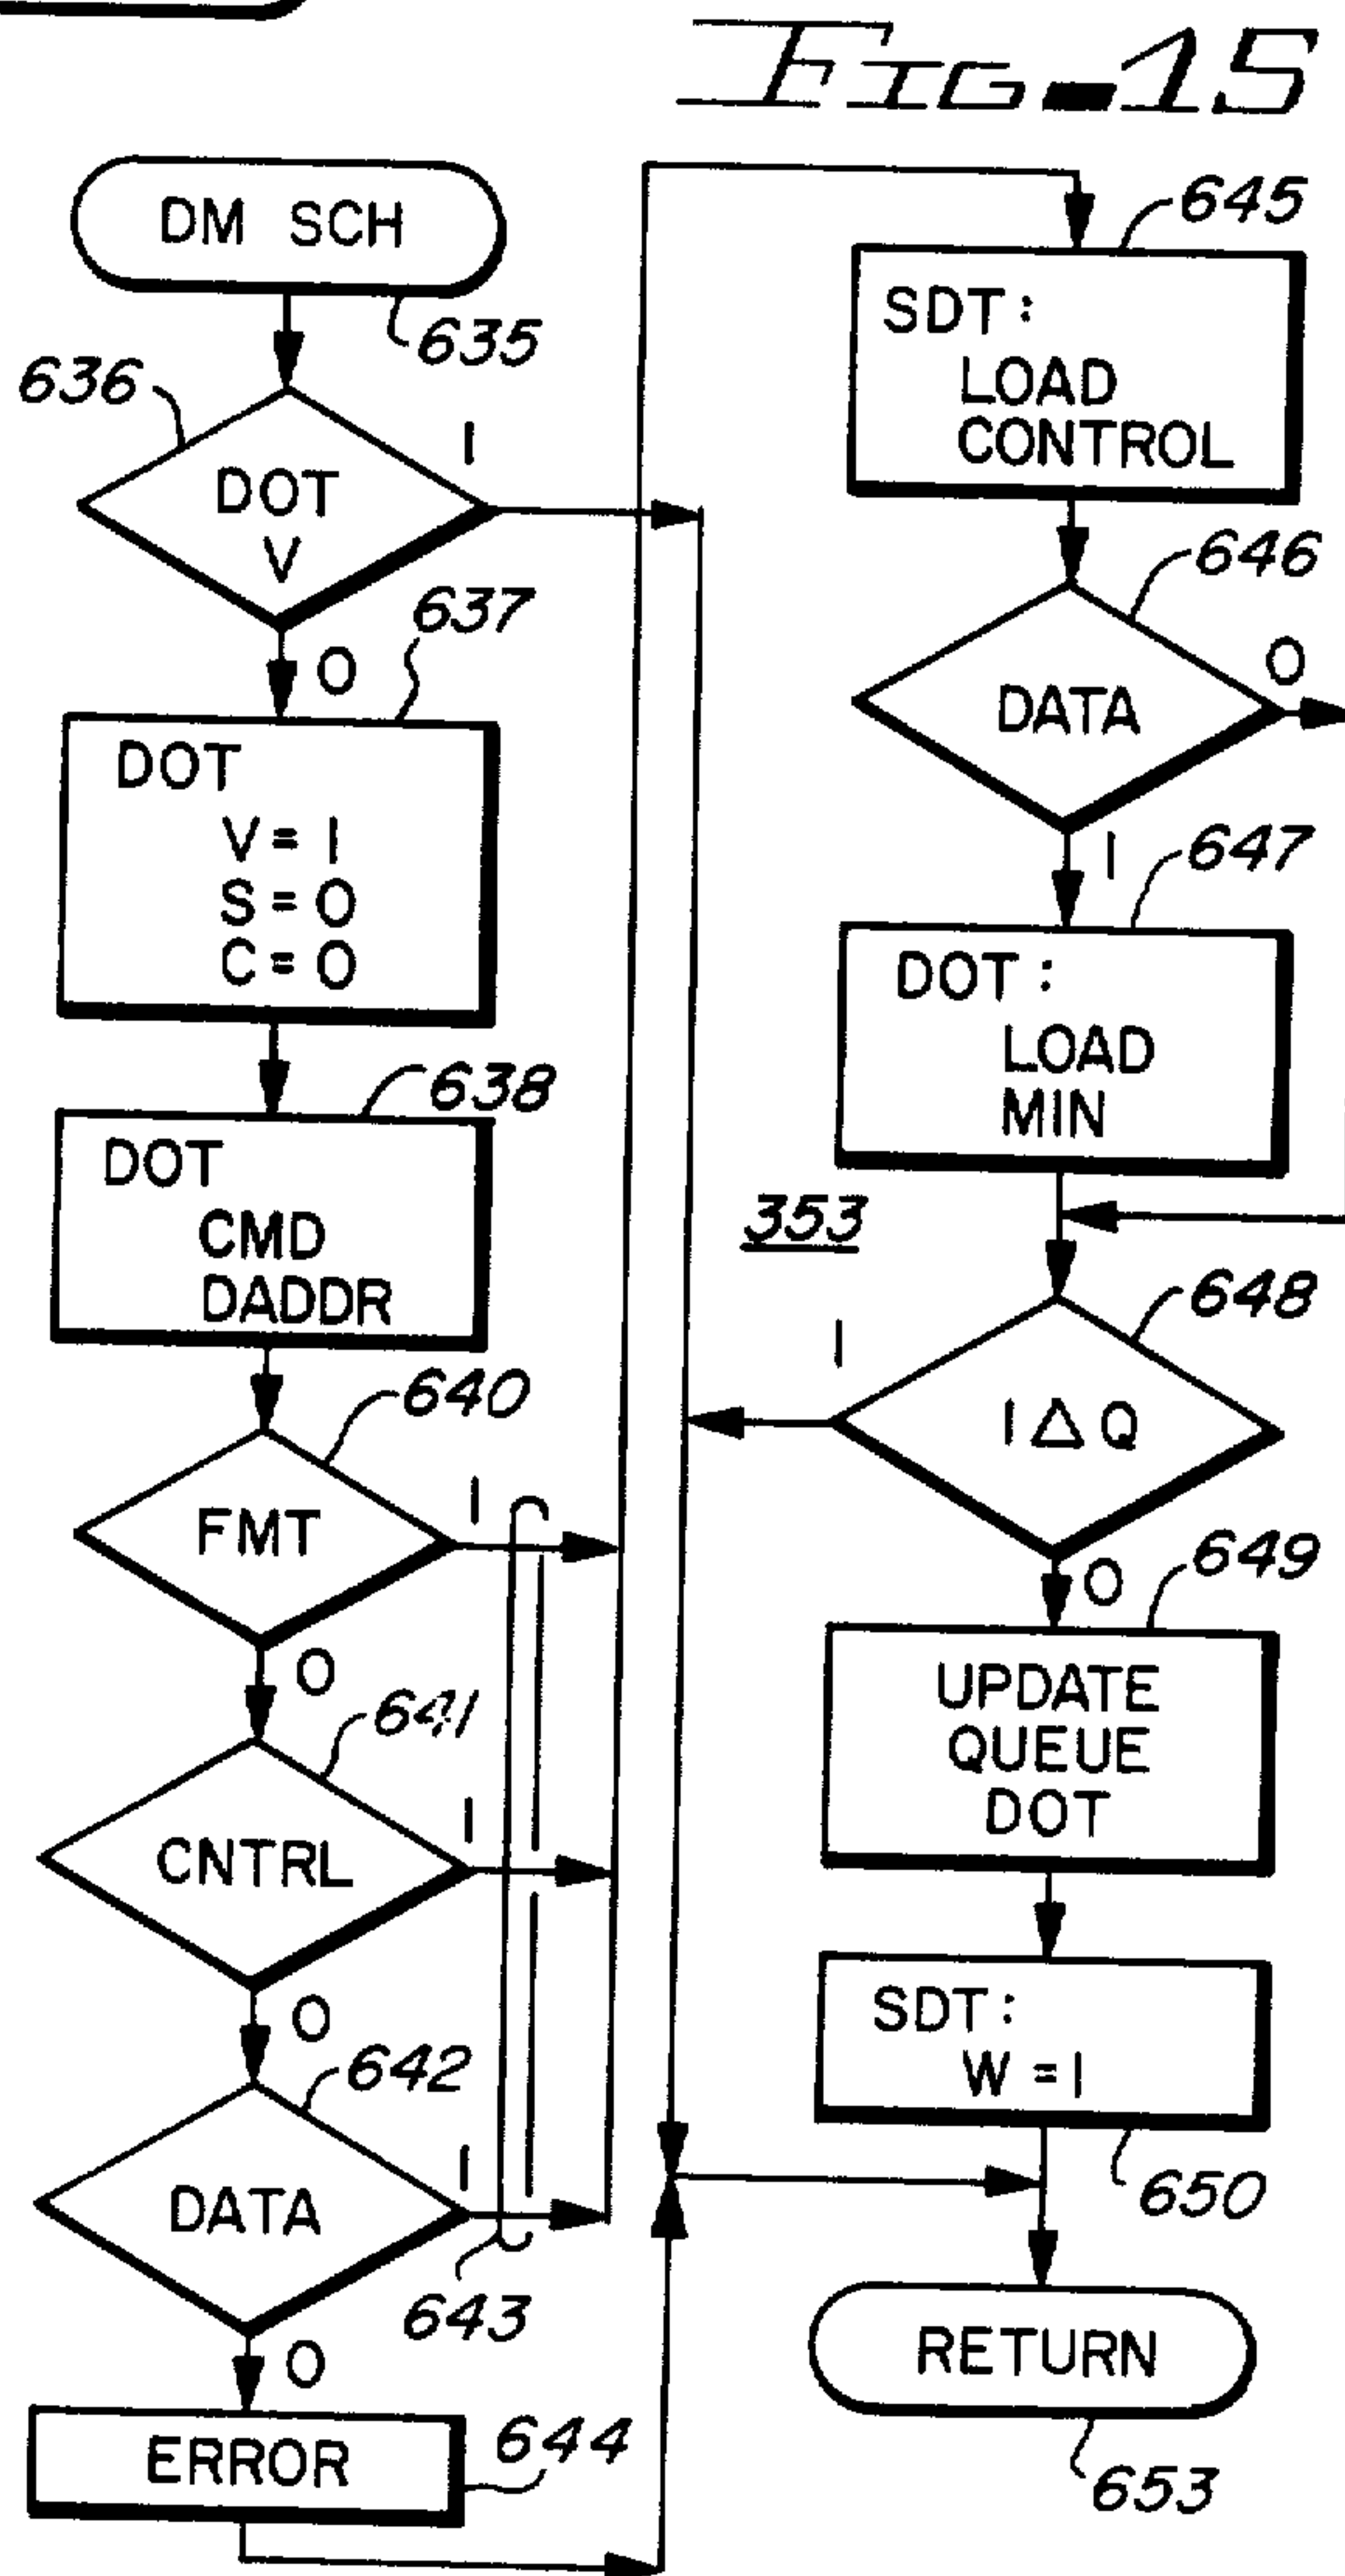 FIG-15
DM SCH
635
636
DOT
V
1
0
637
DOT
V = 1
S = 0
C = 0
638
DOT
CMD
DADDR
640
FMT
1
0
641
CNTRL
1
0
642
DATA
1
643
0
ERROR
644
645
SDT:
LOAD
CONTROL
646
DATA
0
1
647
DOT:
LOAD
MIN
353
648
1
1 Δ Q
0
649
UPDATE
QUEUE
DOT
SDT:
W = 1
650
RETURN
653